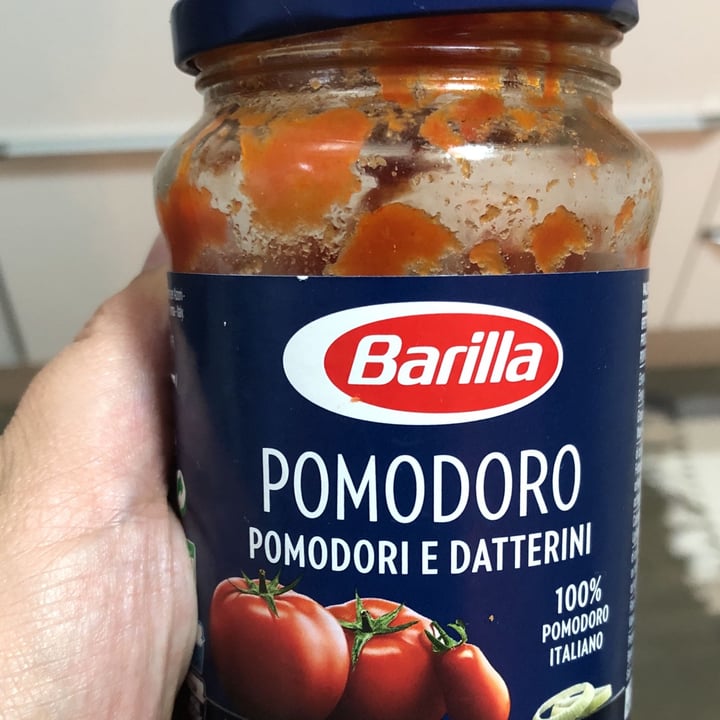 Barilla
POMODORO
POMODORI E DATTERINI
100%
POMODORO
ITALIANO